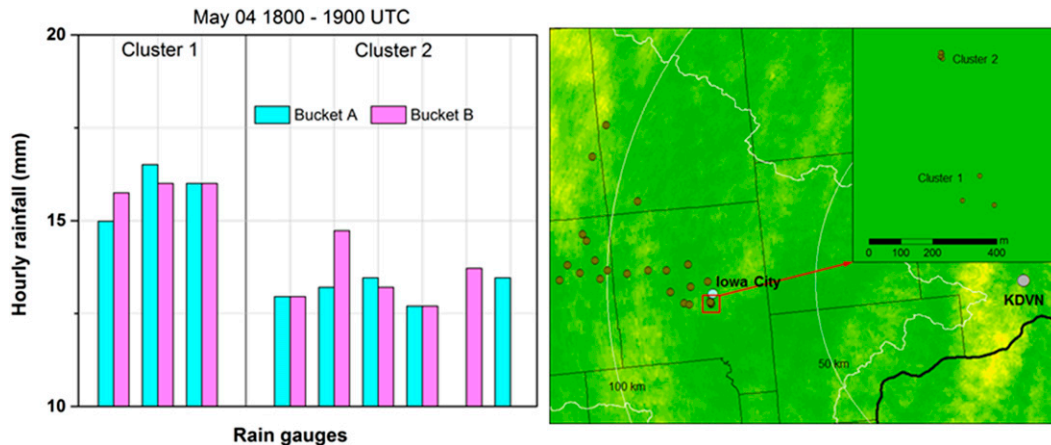 May 04 1800 - 1900 UTC
20
15
10
Hourly rainfall (mm)
Cluster 1
Cluster 2
Bucket A
Bucket B
Rain gauges
Cluster 2
Cluster 1
0 100 200 400 m
Iowa City
KDVN
50 km
100 km